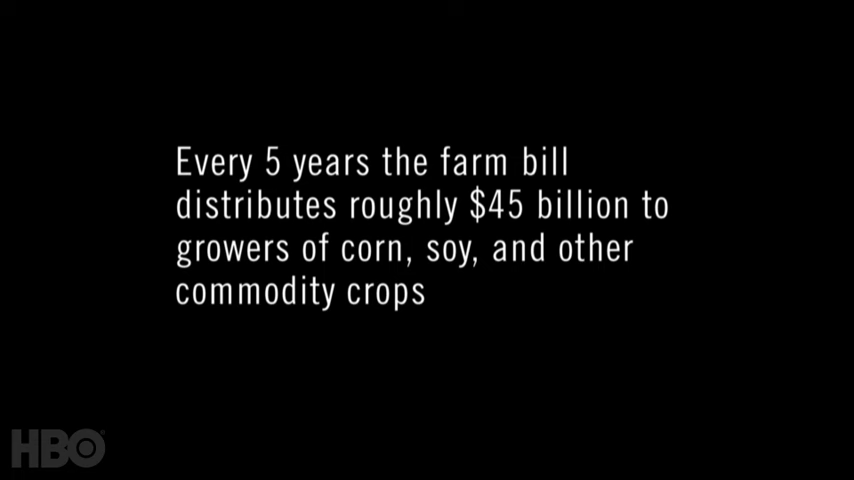 Every 5 years the farm bill
distributes roughly $45 billion to
growers of corn, soy, and other
commodity crops
HBO